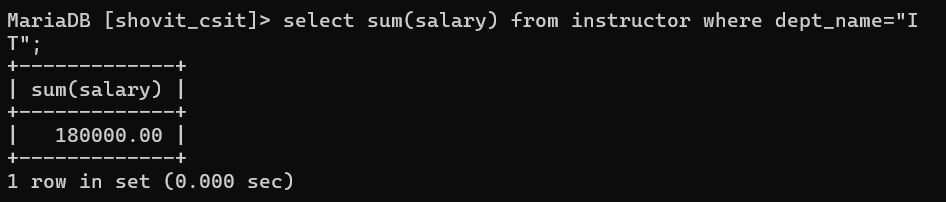 MariaDB [shovit_csit]> select sum(salary) from instructor where dept_name="I
T";
+-------------+
| sum(salary) |
+-------------+
|   180000.00 |
+-------------+
1 row in set (0.000 sec)